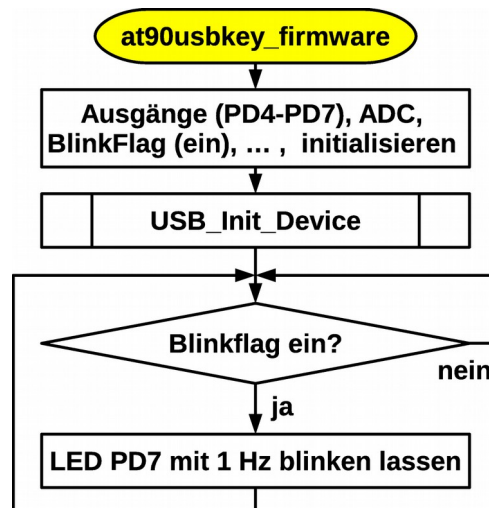 at90usbkey_firmware
Ausgänge (PD4-PD7), ADC,
BlinkFlag (ein), ... , initialisieren
USB_Init_Device
Blinkflag ein?
nein
ja
LED PD7 mit 1 Hz blinken lassen